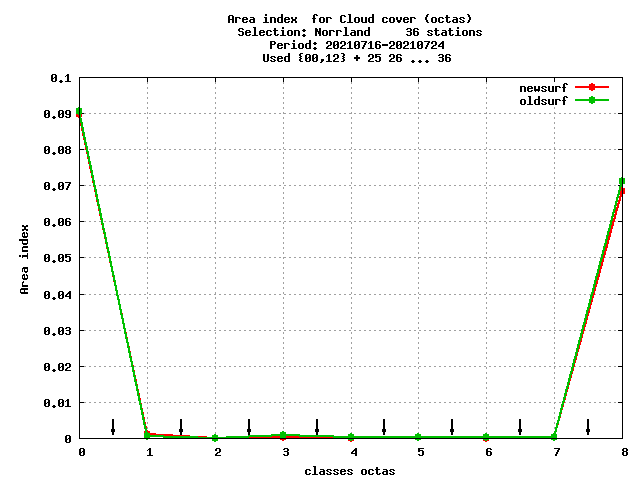 Area index  for Cloud cover (octas)
Selection: Norrland     36 stations
Period: 20210716-20210724
Used {00,12} + 25 26 ... 36
newsurf
oldsurf
0.1
0.09
0.08
0.07
0.06
0.05
0.04
0.03
0.02
0.01
0
Area index
0 1 2 3 4 5 6 7 8
classes octas